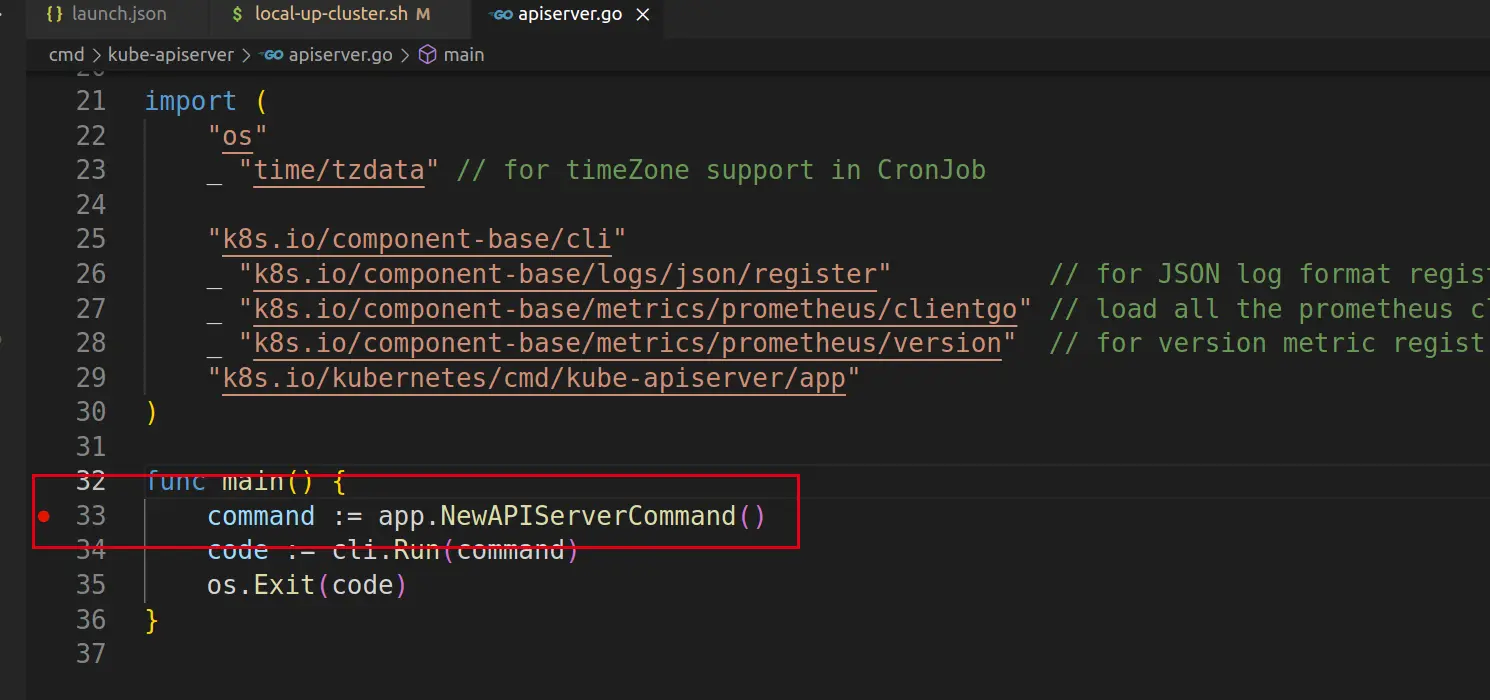 {} launch.json $ local-up-cluster.sh M GO apiserver.go ×
cmd > kube-apiserver > GO apiserver.go > main
21 import (
22 "os"
23 _ "time/tzdata" // for timeZone support in CronJob
24
25 "k8s.io/component-base/cli"
26 _ "k8s.io/component-base/logs/json/register" // for JSON log format regist
27 _ "k8s.io/component-base/metrics/prometheus/clientgo" // load all the prometheus cl
28 _ "k8s.io/component-base/metrics/prometheus/version" // for version metric regist
29 "k8s.io/kubernetes/cmd/kube-apiserver/app"
30 )
31
32 func main() {
33 command := app.NewAPIServerCommand()
34 code := cli.Run(command)
35 os.Exit(code)
36 }
37